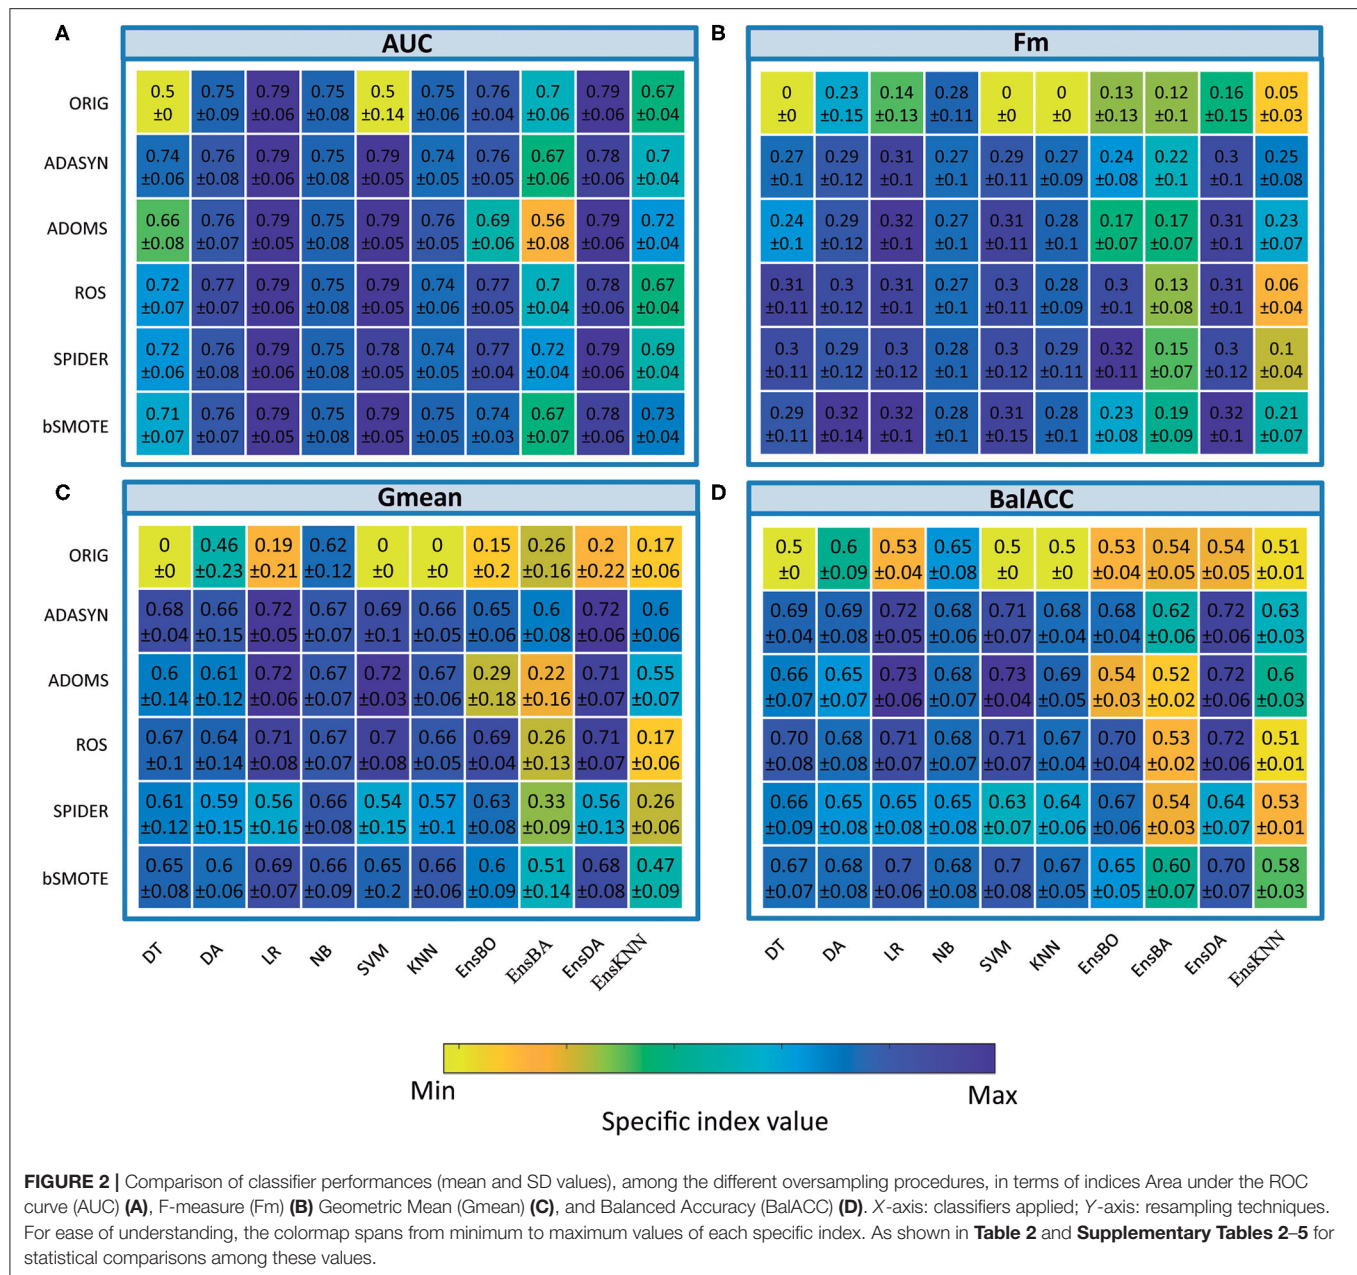 A
AUC
ORIG
0.5 0.75 0.79 0.75 0.5 0.75 0.76 0.7 0.79 0.67
±0 ±0.09 ±0.06 ±0.08 ±0.14 ±0.06 ±0.04 ±0.06 ±0.06 ±0.04
ADASYN
0.74 0.76 0.79 0.75 0.79 0.74 0.76 0.67 0.78 0.7
±0.06 ±0.08 ±0.06 ±0.08 ±0.05 ±0.05 ±0.05 ±0.06 ±0.06 ±0.04
ADOMS
0.66 0.76 0.79 0.75 0.79 0.76 0.69 0.56 0.79 0.72
±0.08 ±0.07 ±0.05 ±0.08 ±0.05 ±0.05 ±0.06 ±0.08 ±0.06 ±0.04
ROS
0.72 0.77 0.79 0.75 0.79 0.74 0.77 0.7 0.78 0.67
±0.07 ±0.07 ±0.06 ±0.08 ±0.05 ±0.06 ±0.05 ±0.04 ±0.06 ±0.04
SPIDER
0.72 0.76 0.79 0.75 0.78 0.74 0.77 0.72 0.79 0.69
±0.06 ±0.08 ±0.06 ±0.08 ±0.05 ±0.05 ±0.04 ±0.04 ±0.06 ±0.04
bSMOTE
0.71 0.76 0.79 0.75 0.79 0.75 0.74 0.67 0.78 0.73
±0.07 ±0.07 ±0.05 ±0.08 ±0.05 ±0.05 ±0.03 ±0.07 ±0.06 ±0.04
B
Fm
0 0.23 0.14 0.28 0 0 0.13 0.12 0.16 0.05
±0 ±0.15 ±0.13 ±0.11 ±0 ±0 ±0.13 ±0.1 ±0.15 ±0.03
0.27 0.29 0.31 0.27 0.29 0.27 0.24 0.22 0.3 0.25
±0.1 ±0.12 ±0.1 ±0.1 ±0.11 ±0.09 ±0.08 ±0.1 ±0.1 ±0.08
0.24 0.29 0.32 0.27 0.31 0.28 0.17 0.17 0.31 0.23
±0.1 ±0.12 ±0.1 ±0.1 ±0.11 ±0.1 ±0.07 ±0.07 ±0.1 ±0.07
0.31 0.3 0.31 0.27 0.3 0.28 0.3 0.13 0.31 0.06
±0.11 ±0.12 ±0.1 ±0.1 ±0.11 ±0.09 ±0.1 ±0.08 ±0.1 ±0.04
0.3 0.29 0.3 0.28 0.3 0.29 0.32 0.15 0.3 0.1
±0.11 ±0.12 ±0.12 ±0.1 ±0.12 ±0.11 ±0.11 ±0.07 ±0.12 ±0.04
0.29 0.32 0.32 0.28 0.31 0.28 0.23 0.19 0.32 0.21
±0.11 ±0.14 ±0.1 ±0.1 ±0.15 ±0.1 ±0.08 ±0.09 ±0.1 ±0.07
C
Gmean
ORIG
0 0.46 0.19 0.62 0 0 0.15 0.26 0.2 0.17
±0 ±0.23 ±0.21 ±0.12 ±0 ±0 ±0.2 ±0.16 ±0.22 ±0.06
ADASYN
0.68 0.66 0.72 0.67 0.69 0.66 0.65 0.6 0.72 0.6
±0.04 ±0.15 ±0.05 ±0.07 ±0.1 ±0.05 ±0.06 ±0.08 ±0.06 ±0.06
ADOMS
0.6 0.61 0.72 0.67 0.72 0.67 0.29 0.22 0.71 0.55
±0.14 ±0.12 ±0.06 ±0.07 ±0.03 ±0.06 ±0.18 ±0.16 ±0.07 ±0.07
ROS
0.67 0.64 0.71 0.67 0.7 0.66 0.69 0.26 0.71 0.17
±0.1 ±0.14 ±0.08 ±0.07 ±0.08 ±0.05 ±0.04 ±0.13 ±0.07 ±0.06
SPIDER
0.61 0.59 0.56 0.66 0.54 0.57 0.63 0.33 0.56 0.26
±0.12 ±0.15 ±0.16 ±0.08 ±0.15 ±0.1 ±0.08 ±0.09 ±0.13 ±0.06
bSMOTE
0.65 0.6 0.69 0.66 0.65 0.66 0.6 0.51 0.68 0.47
±0.08 ±0.06 ±0.07 ±0.09 ±0.2 ±0.06 ±0.09 ±0.14 ±0.08 ±0.09
DT DA LR NB SVM KNN EnsBO EnsBA EnsDA EnsKNN
D
BalACC
0.5 0.6 0.53 0.65 0.5 0.5 0.53 0.54 0.54 0.51
±0 ±0.09 ±0.04 ±0.08 ±0 ±0 ±0.04 ±0.05 ±0.05 ±0.01
0.69 0.69 0.72 0.68 0.71 0.68 0.68 0.62 0.72 0.63
±0.04 ±0.08 ±0.05 ±0.06 ±0.07 ±0.04 ±0.04 ±0.06 ±0.06 ±0.03
0.66 0.65 0.73 0.68 0.73 0.69 0.54 0.52 0.72 0.6
±0.07 ±0.07 ±0.06 ±0.07 ±0.04 ±0.05 ±0.03 ±0.02 ±0.06 ±0.03
0.70 0.68 0.71 0.68 0.71 0.67 0.70 0.53 0.72 0.51
±0.08 ±0.08 ±0.07 ±0.07 ±0.07 ±0.04 ±0.04 ±0.02 ±0.06 ±0.01
0.66 0.65 0.65 0.65 0.63 0.64 0.67 0.54 0.64 0.53
±0.09 ±0.08 ±0.08 ±0.08 ±0.07 ±0.06 ±0.06 ±0.03 ±0.07 ±0.01
0.67 0.68 0.7 0.68 0.7 0.67 0.65 0.60 0.70 0.58
±0.07 ±0.08 ±0.06 ±0.08 ±0.08 ±0.05 ±0.05 ±0.07 ±0.07 ±0.03
DT DA LR NB SVM KNN EnsBO EnsBA EnsDA EnsKNN
Min Max
Specific index value
FIGURE 2 | Comparison of classifier performances (mean and SD values), among the different oversampling procedures, in terms of indices Area under the ROC
curve (AUC) (A), F-measure (Fm) (B) Geometric Mean (Gmean) (C), and Balanced Accuracy (BalACC) (D). X-axis: classifiers applied; Y-axis: resampling techniques.
For ease of understanding, the colormap spans from minimum to maximum values of each specific index. As shown in Table 2 and Supplementary Tables 2–5 for
statistical comparisons among these values.